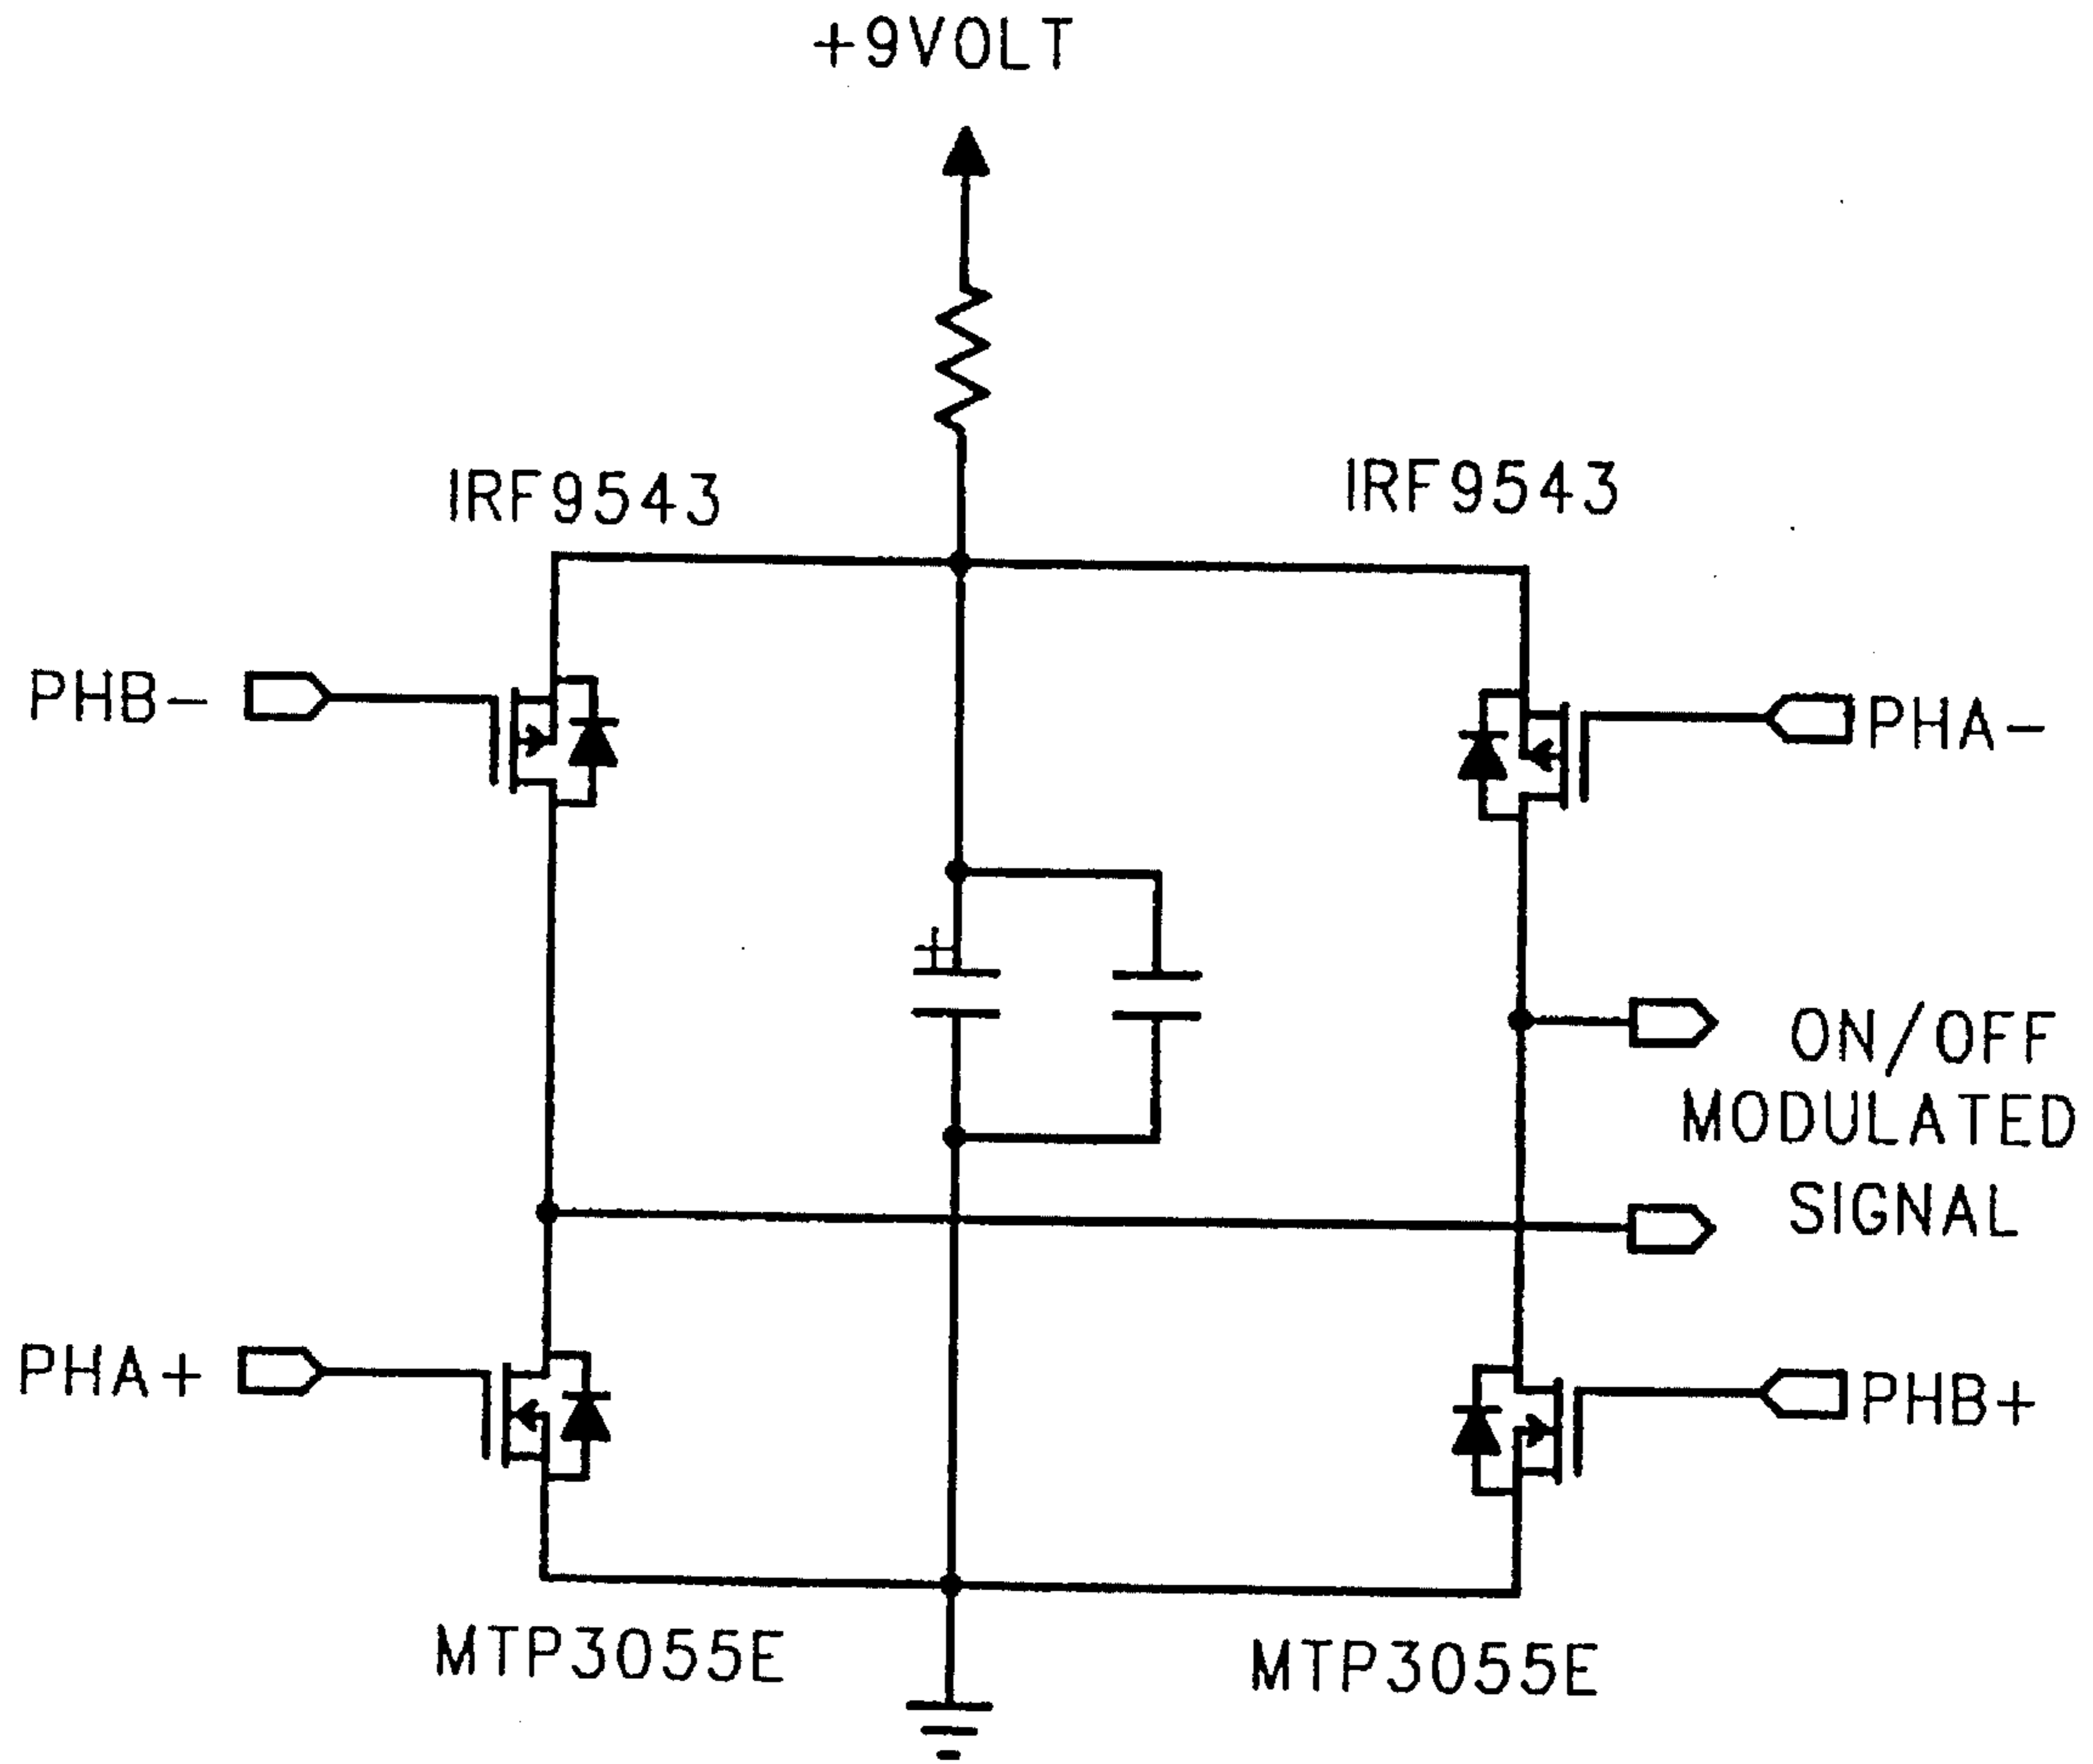 +9VOLT
IRF9543
IRF9543
PHB-
PHA-
ON/OFF
MODULATED
SIGNAL
PHA+
PHB+
MTP3055E
MTP3055E